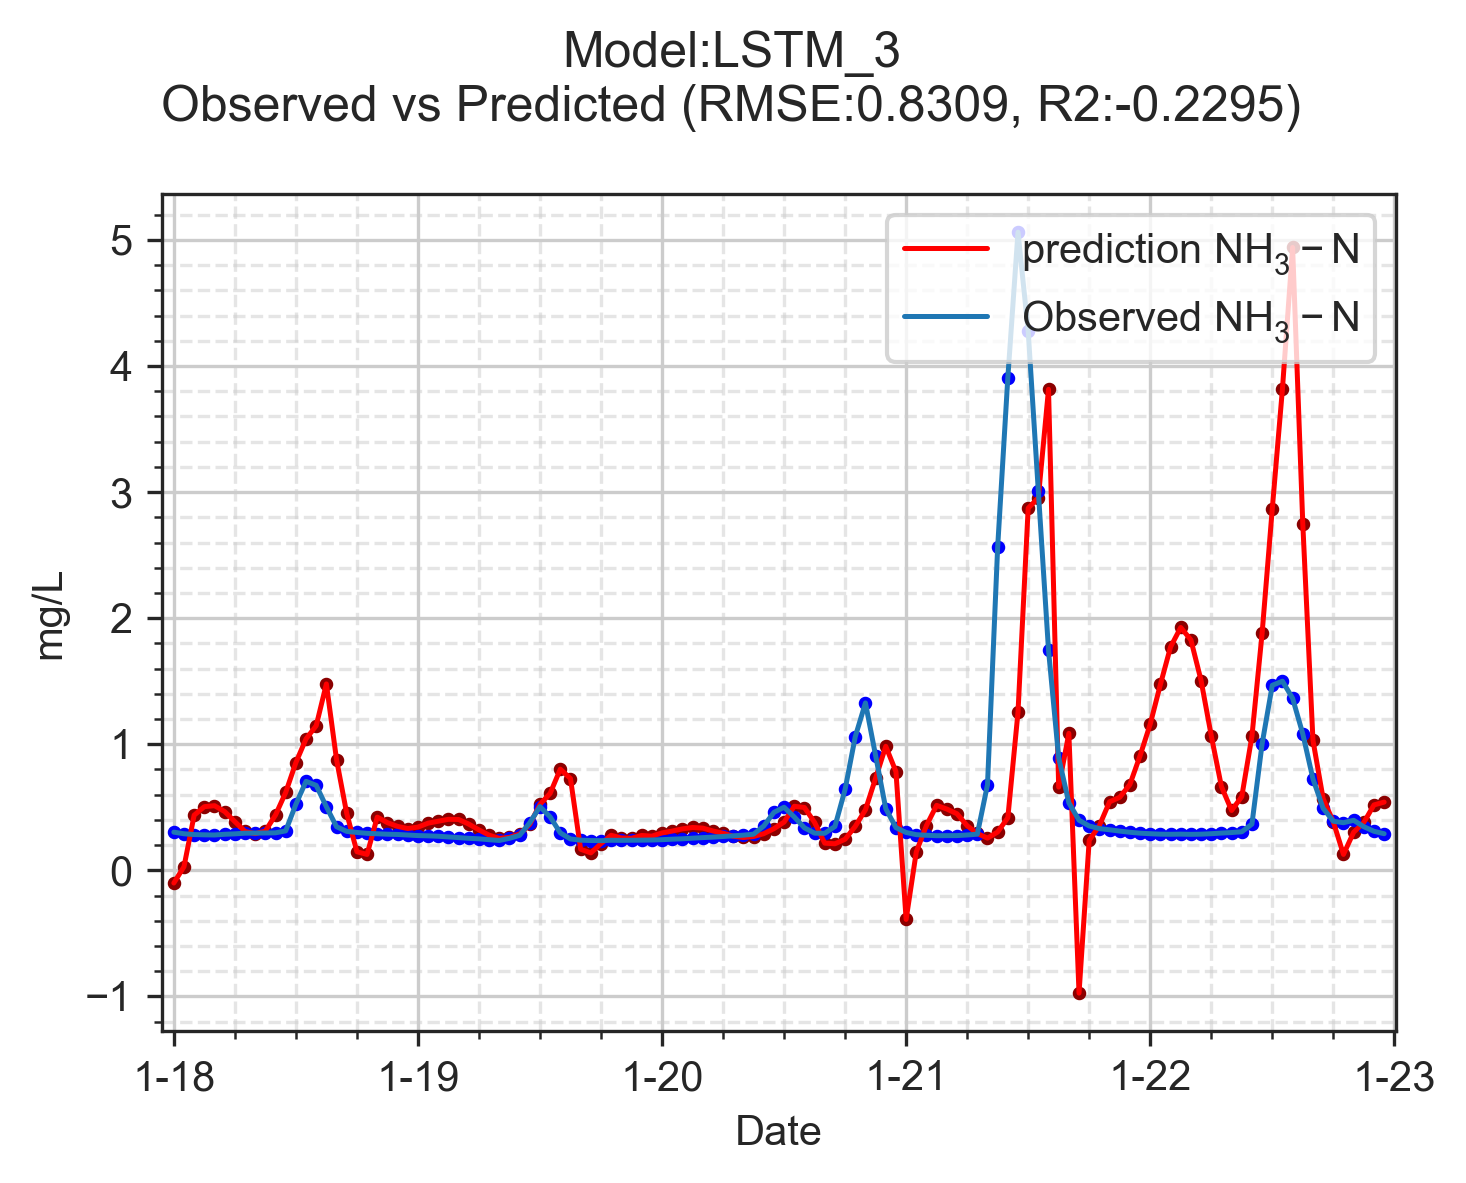 Model:LSTM_3
Observed vs Predicted (RMSE:0.8309, R2:-0.2295)
prediction NH₃−N
Observed NH₃−N
5
4
3
2
1
0
−1
mg/L
1-18 1-19 1-20 1-21 1-22 1-23
Date